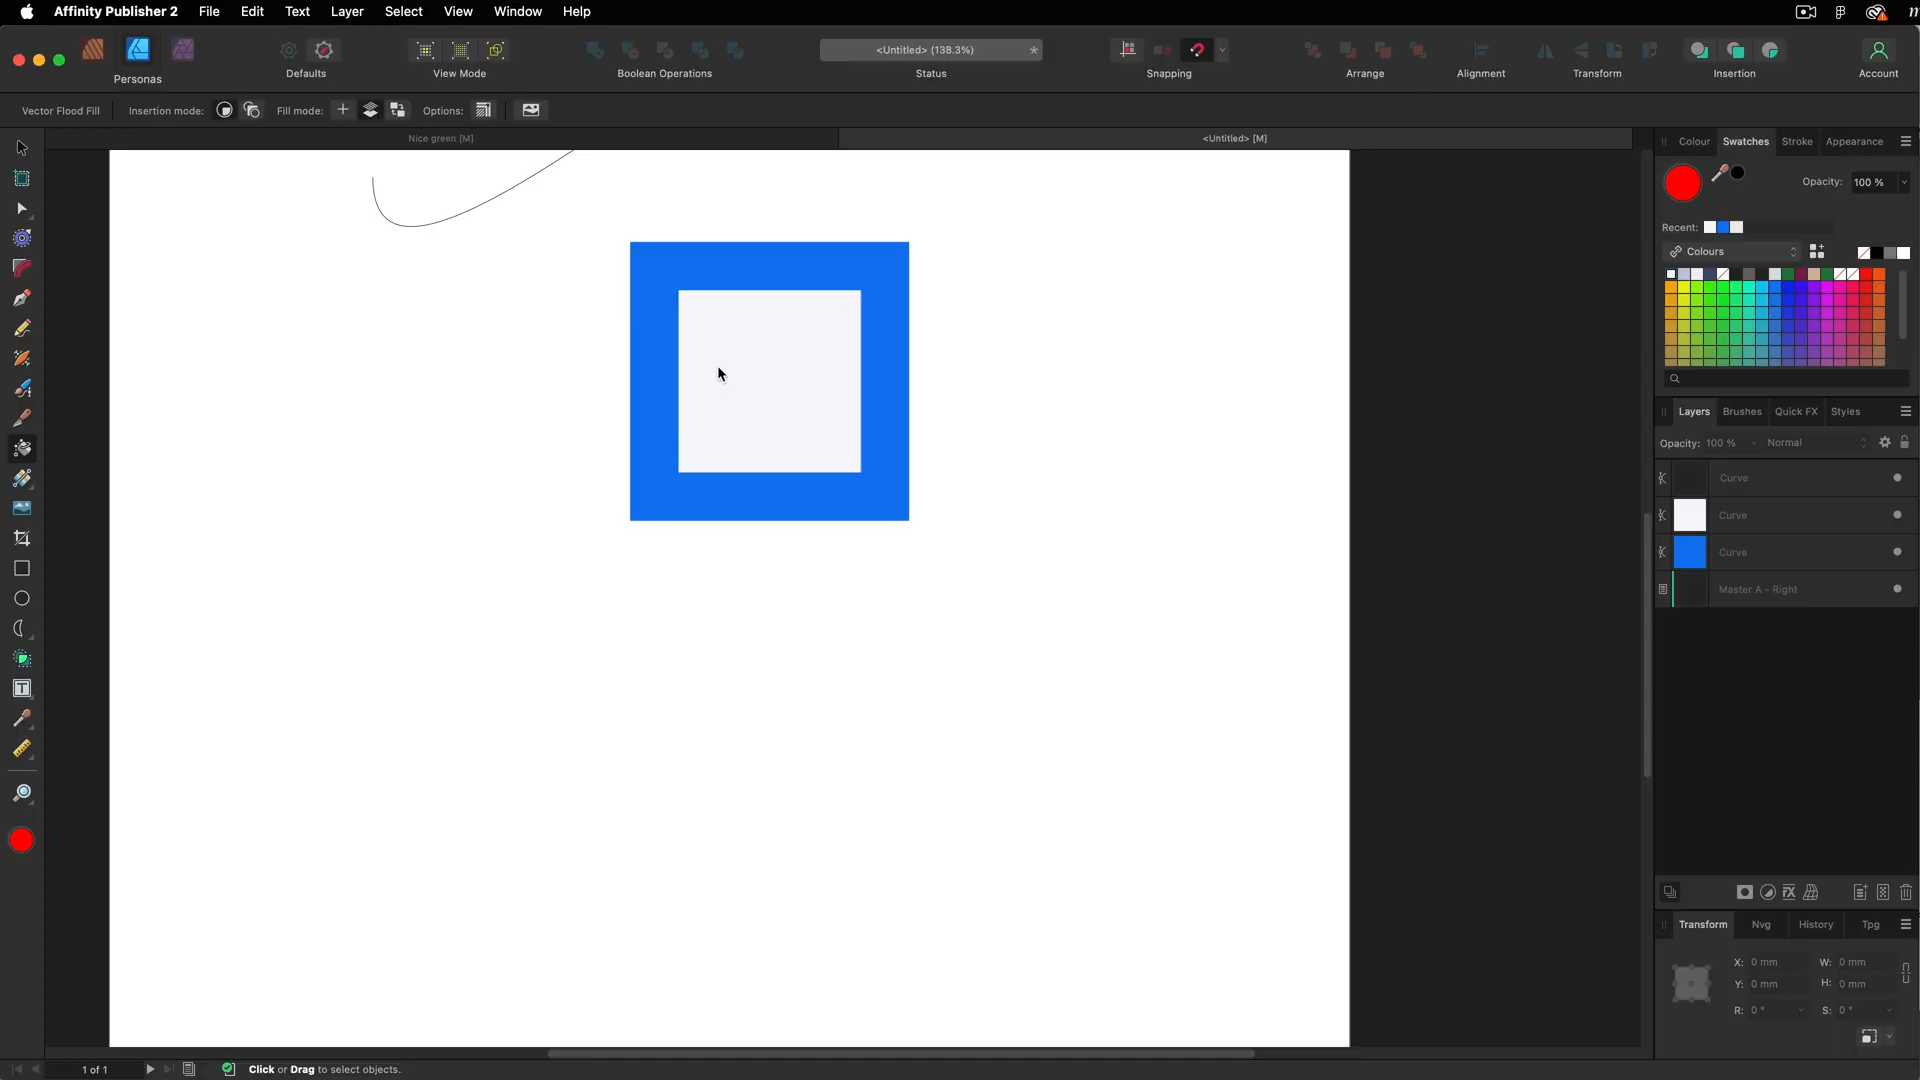 Affinity Publisher 2 File Edit Text Layer Select View Window Help
<Untitled> (138.3%) *
Personas Defaults View Mode Boolean Operations Status Snapping Arrange Alignment Transform Insertion Account
Vector Flood Fill Insertion mode: Fill mode: Options:
Nice green [M] <Untitled> [M]
Colour Swatches Stroke Appearance
Opacity: 100 %
Recent:
Colours
Layers Brushes Quick FX Styles
Opacity: 100 % Normal
Curve
Curve
Curve
Master A - Right
Transform Nvg History Tpg
X: 0 mm W: 0 mm
Y: 0 mm H: 0 mm
R: 0 ° S: 0 °
1 of 1 Click or Drag to select objects.